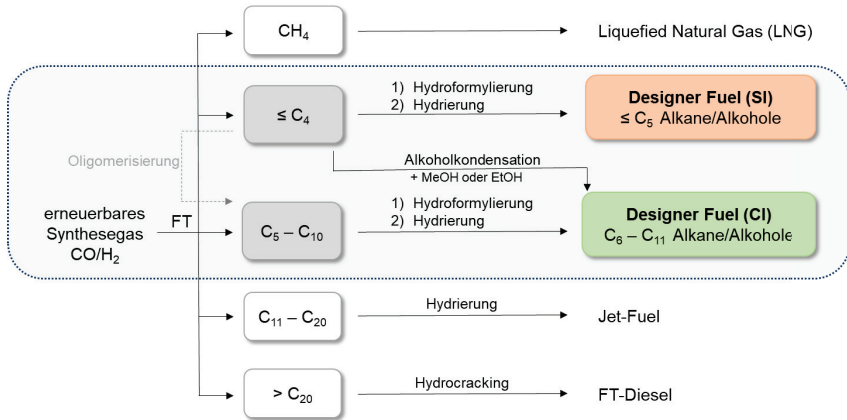 CH₄
Liquefied Natural Gas (LNG)
≤ C₄
1) Hydroformylierung
2) Hydrierung
Designer Fuel (SI)
≤ C₅ Alkane/Alkohole
Oligomerisierung
Alkoholkondensation
+ MeOH oder EtOH
erneuerbares
Synthesegas
CO/H₂
FT
C₅ – C₁₀
1) Hydroformylierung
2) Hydrierung
Designer Fuel (CI)
C₆ – C₁₁ Alkane/Alkohole
C₁₁ – C₂₀
Hydrierung
Jet-Fuel
> C₂₀
Hydrocracking
FT-Diesel